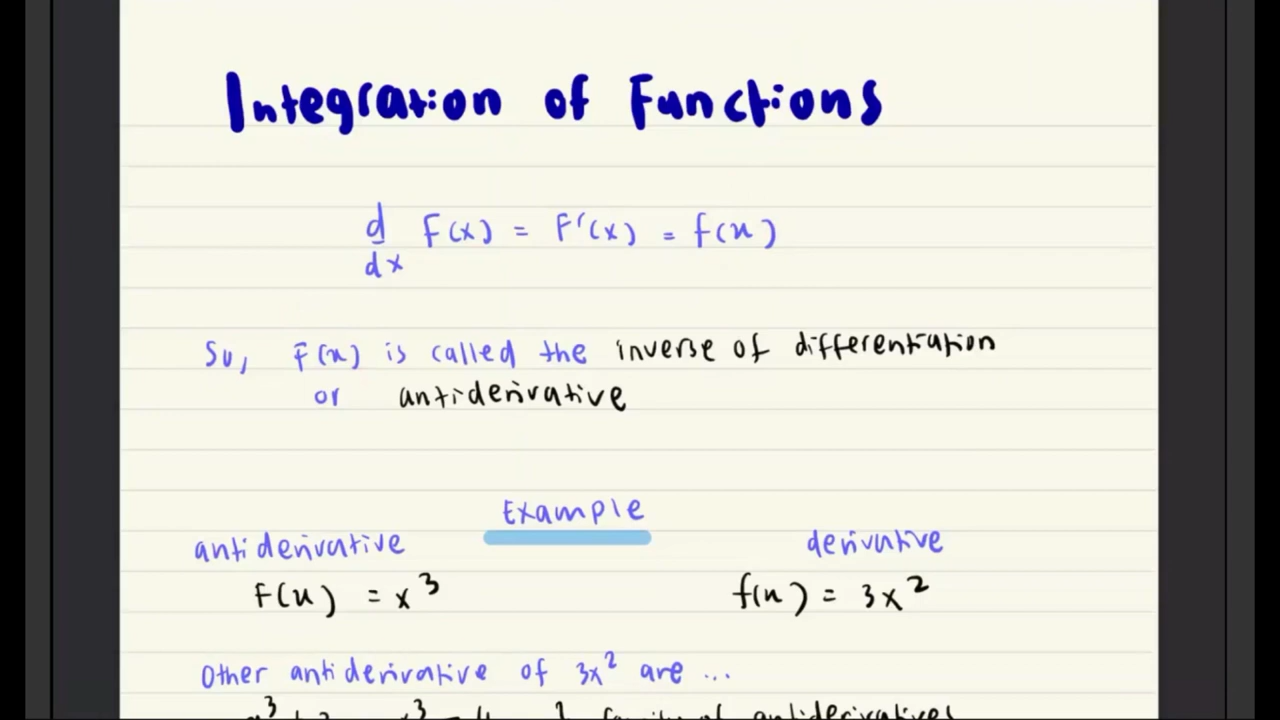 Integration of Functions
d/dx F(x) = F'(x) = f(x)
So, F(x) is called the inverse of differentiation
or antiderivative
Example
antiderivative derivative
F(x) = x³ f(x) = 3x²
Other antiderivative of 3x² are ...